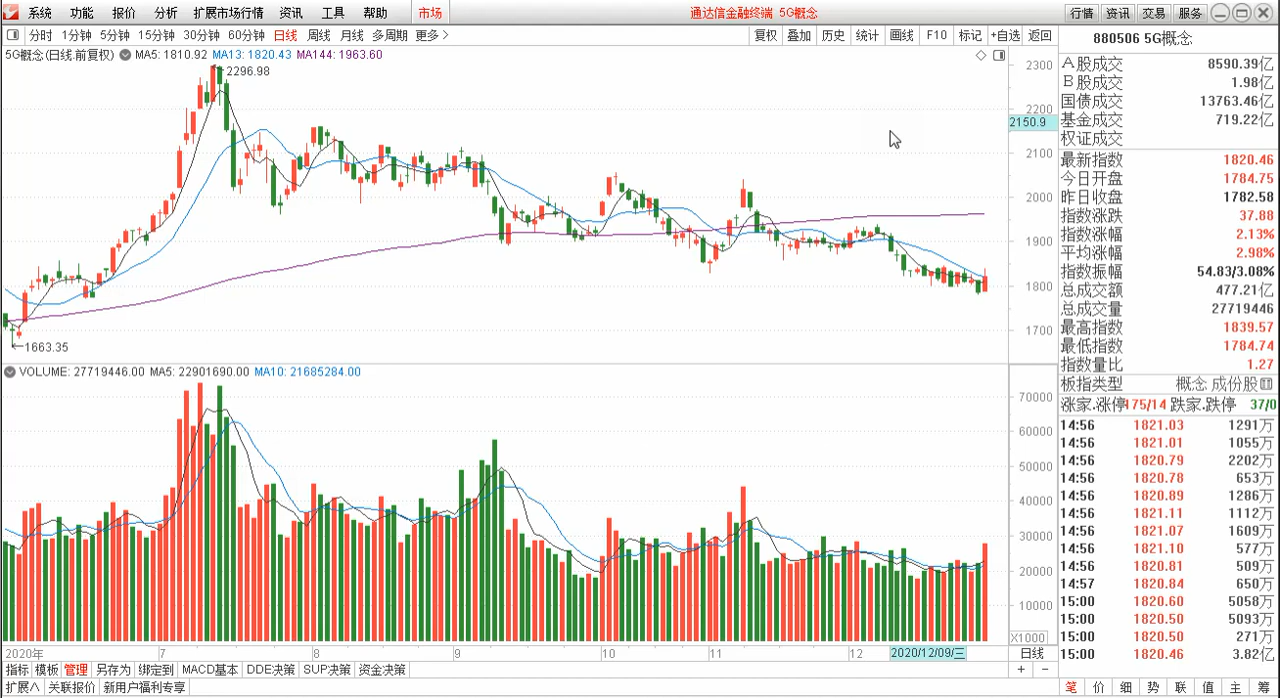 系统 功能 报价 分析 扩展市场行情 资讯 工具 帮助 市场 通达信金融终端 5G概念 行情 资讯 交易 服务
分时 1分钟 5分钟 15分钟 30分钟 60分钟 日线 周线 月线 多周期 更多> 复权 叠加 历史 统计 画线 F10 标记 +自选 返回
5G概念(日线.前复权) MA5: 1810.92 MA13: 1820.43 MA144: 1963.60
2296.98
1663.35
2300
2200
2150.9
2100
2000
1900
1800
1700
VOLUME: 27719446.00 MA5: 22901690.00 MA10: 21685284.00
70000
60000
50000
40000
30000
20000
10000
X1000
2020年 7 8 9 10 11 12 2020/12/09/三 日线
指标 模板 管理 另存为 绑定到 MACD基本 DDE决策 SUP决策 资金决策 + -
扩展∧ 关联报价 新用户福利专享
880506 5G概念
A股成交 8590.39亿
B股成交 1.98亿
国债成交 13763.46亿
基金成交 719.22亿
权证成交
最新指数 1820.46
今日开盘 1784.75
昨日收盘 1782.58
指数涨跌 37.88
指数涨幅 2.13%
平均涨幅 2.98%
指数振幅 54.83/3.08%
总成交额 477.21亿
总成交量 27719446
最高指数 1839.57
最低指数 1784.74
指数量比 1.27
板指类型 概念 成份股
涨家.涨停 175/14 跌家.跌停 37/0
14:56 1821.03 1291万
14:56 1821.01 1055万
14:56 1820.79 2202万
14:56 1820.78 653万
14:56 1820.89 1286万
14:56 1821.11 1112万
14:56 1821.07 1609万
14:56 1821.10 577万
14:56 1820.81 509万
14:57 1820.84 650万
15:00 1820.60 5058万
15:00 1820.50 5093万
15:00 1820.50 271万
15:00 1820.46 3.82亿
笔 价 细 势 联 值 主 筹